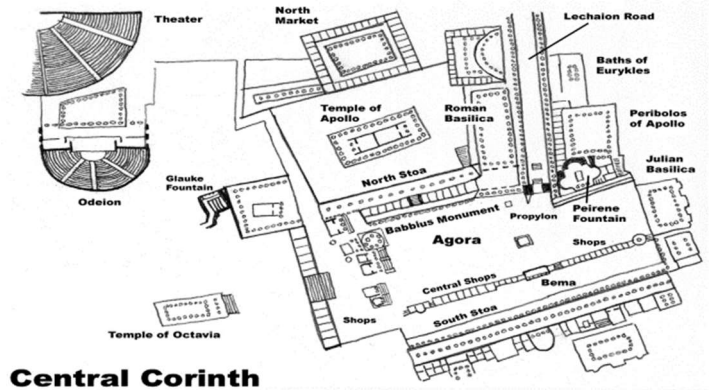 Theater
North
Market
Lechaion Road
Baths of
Eurykles
Temple of
Apollo
Roman
Basilica
Peribolos
of Apollo
Julian
Basilica
Glauke
Fountain
North Stoa
Odeion
Babbius Monument
Propylon
Peirene
Fountain
Agora
Shops
Central Shops
Bema
South Stoa
Shops
Temple of Octavia
Central Corinth